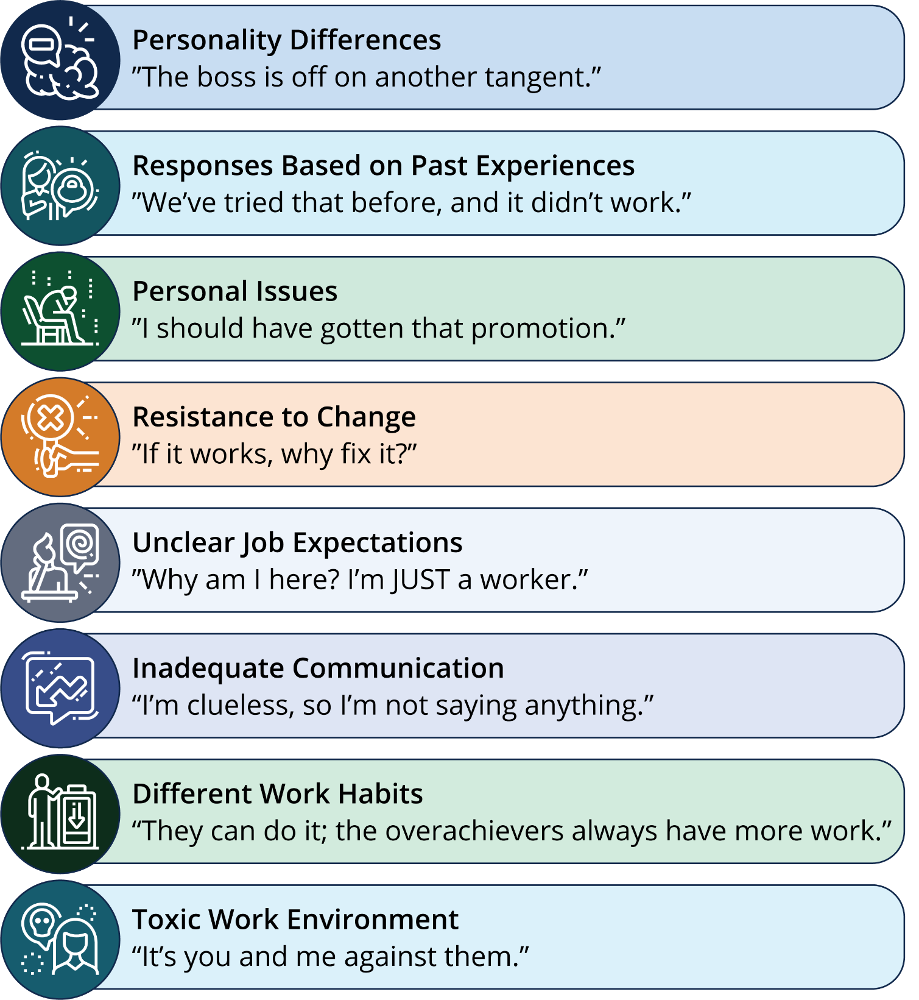 Personality Differences
”The boss is off on another tangent.”
Responses Based on Past Experiences
”We’ve tried that before, and it didn’t work.”
Personal Issues
”I should have gotten that promotion.”
Resistance to Change
”If it works, why fix it?”
Unclear Job Expectations
”Why am I here? I’m JUST a worker.”
Inadequate Communication
“I’m clueless, so I’m not saying anything.”
Different Work Habits
“They can do it; the overachievers always have more work.”
Toxic Work Environment
“It’s you and me against them.”